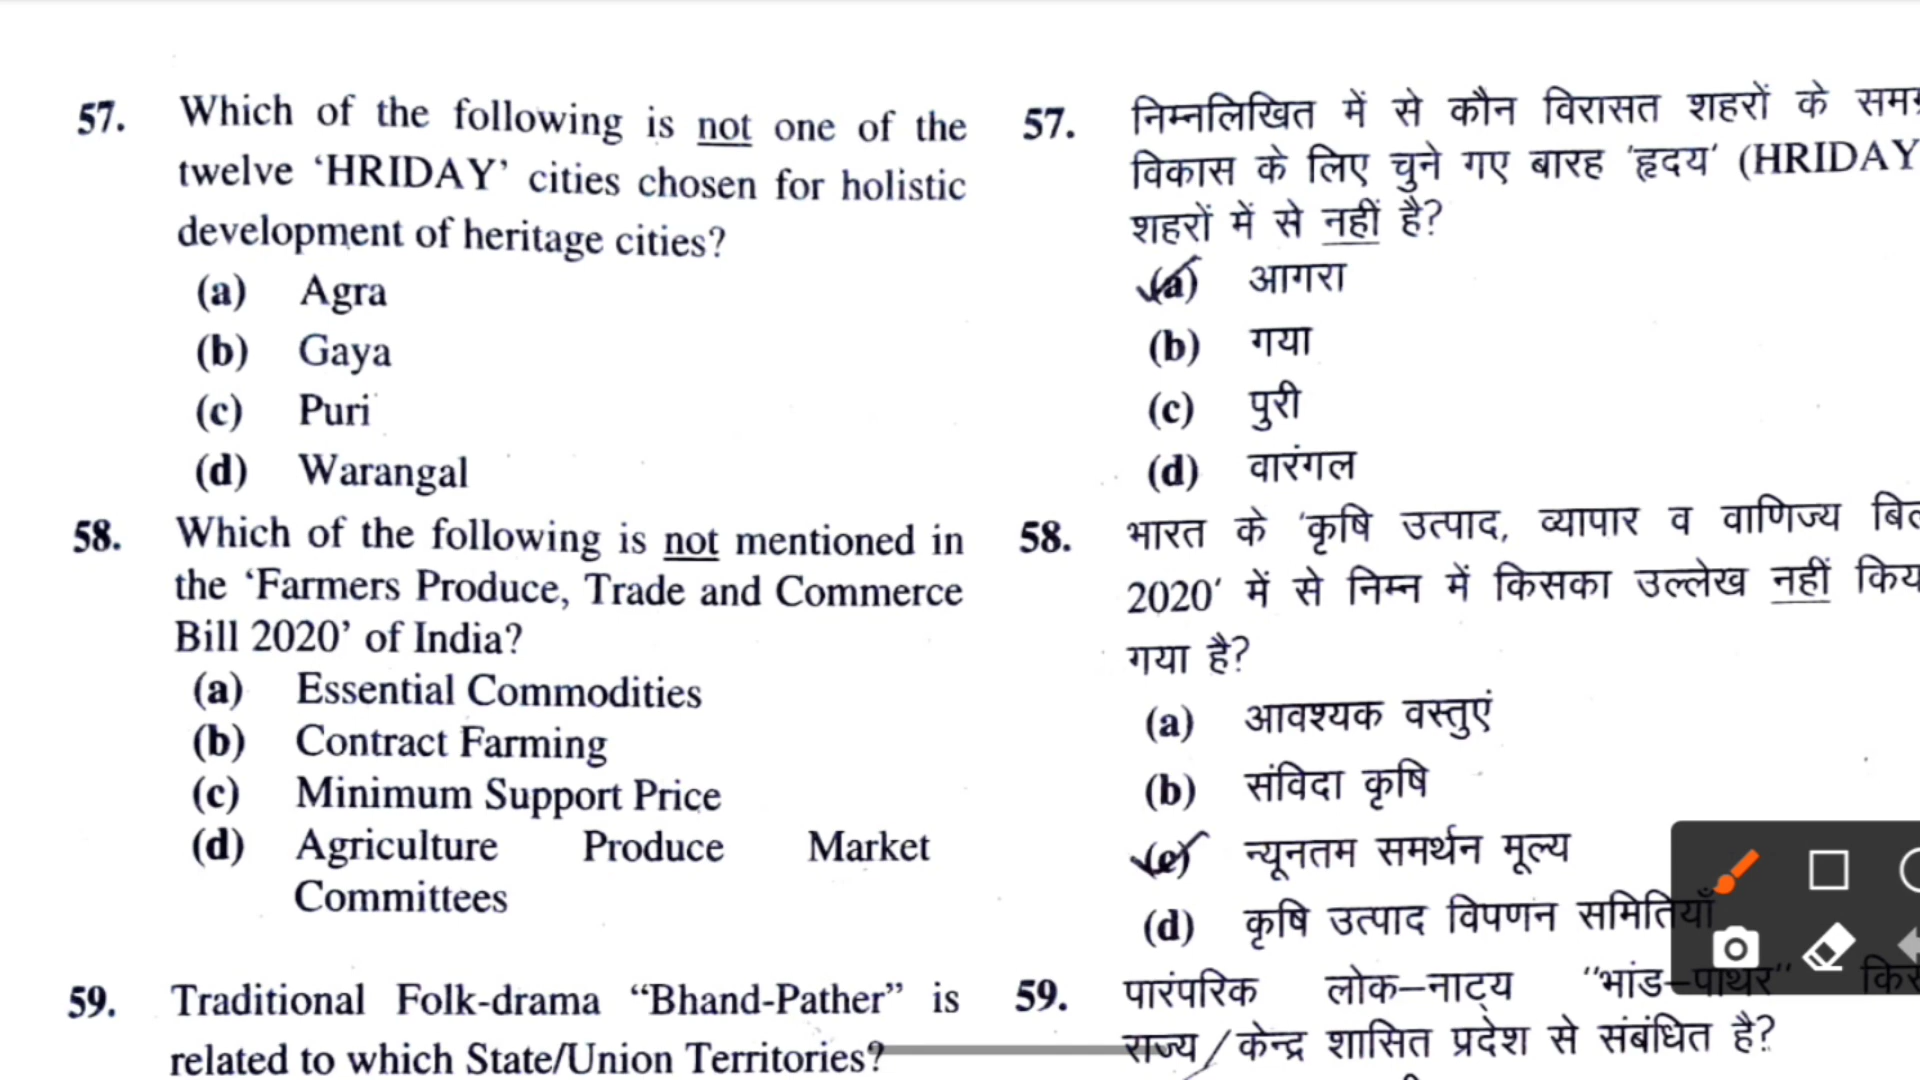 57. Which of the following is not one of the
twelve ‘HRIDAY’ cities chosen for holistic
development of heritage cities?
(a) Agra
(b) Gaya
(c) Puri
(d) Warangal
58. Which of the following is not mentioned in
the ‘Farmers Produce, Trade and Commerce
Bill 2020’ of India?
(a) Essential Commodities
(b) Contract Farming
(c) Minimum Support Price
(d) Agriculture Produce Market
Committees
59. Traditional Folk-drama “Bhand-Pather” is
related to which State/Union Territories?
57. निम्नलिखित में से कौन विरासत शहरों के
विकास के लिए चुने गए बारह ‘हृदय’ (HRIDAY
शहरों में से नहीं है?
(a) आगरा
(b) गया
(c) पुरी
(d) वारंगल
58. भारत के ‘कृषि उत्पाद, व्यापार व वाणिज्य
2020’ में से निम्न में किसका उल्लेख नहीं
गया है?
(a) आवश्यक वस्तुएं
(b) संविदा कृषि
(c) न्यूनतम समर्थन मूल्य
(d) कृषि उत्पाद विपणन समितियाँ
59. पारंपरिक लोक–नाट्य “भांड–पाथर”
राज्य/केन्द्र शासित प्रदेश से संबंधित है?